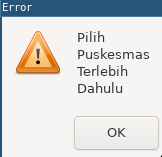 Error
Pilih
Puskesmas
Terlebih
Dahulu
OK